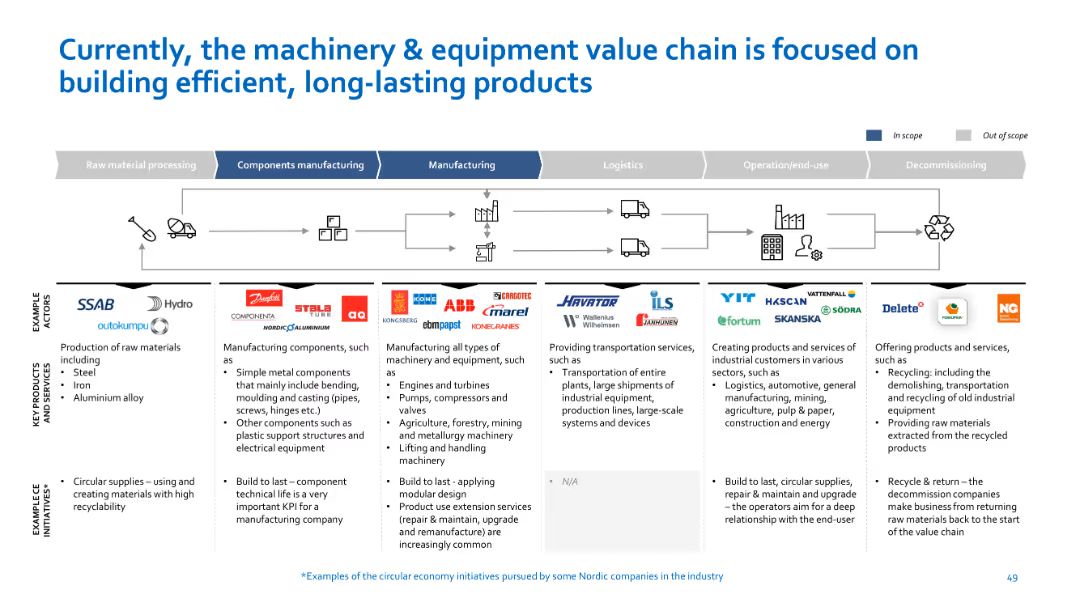 Currently, the machinery & equipment value chain is focused on
building efficient, long-lasting products
In scope
Out of scope
Raw material processing
Components manufacturing
Manufacturing
Logistics
Operation/end-use
Decommissioning
EXAMPLE
ACTORS
SSAB
Hydro
outokumpu
Danfoss
COMPONENTA
STALA
TUBE
NORDIC ALUMINIUM
KONGSBERG
KONE
ABB
CARGOTEC
marel
ebmpapst
KONECRANES
HAVATOR
Wallenius
Wilhelmsen
ILS
JANHUNEN
YIT
HKSCAN
VATTENFALL
SÖDRA
fortum
SKANSKA
Delete
NG
KEY PRODUCTS
AND SERVICES
Production of raw materials
including
• Steel
• Iron
• Aluminium alloy
Manufacturing components, such
as
• Simple metal components
that mainly include bending,
moulding and casting (pipes,
screws, hinges etc.)
• Other components such as
plastic support structures and
electrical equipment
Manufacturing all types of
machinery and equipment, such
as
• Engines and turbines
• Pumps, compressors and
valves
• Agriculture, forestry, mining
and metallurgy machinery
• Lifting and handling
machinery
Providing transportation services,
such as
• Transportation of entire
plants, large shipments of
industrial equipment,
production lines, large-scale
systems and devices
Creating products and services of
industrial customers in various
sectors, such as
• Logistics, automotive, general
manufacturing, mining,
agriculture, pulp & paper,
construction and energy
Offering products and services,
such as
• Recycling: including the
demolishing, transportation
and recycling of old industrial
equipment
• Providing raw materials
extracted from the recycled
products
EXAMPLE CE
INITIATIVES*
• Circular supplies – using and
creating materials with high
recyclability
• Build to last – component
technical life is a very
important KPI for a
manufacturing company
• Build to last - applying
modular design
• Product use extension services
(repair & maintain, upgrade
and remanufacture) are
increasingly common
• N/A
• Build to last, circular supplies,
repair & maintain and upgrade
– the operators aim for a deep
relationship with the end-user
• Recycle & return – the
decommission companies
make business from returning
raw materials back to the start
of the value chain
*Examples of the circular economy initiatives pursued by some Nordic companies in the industry
49